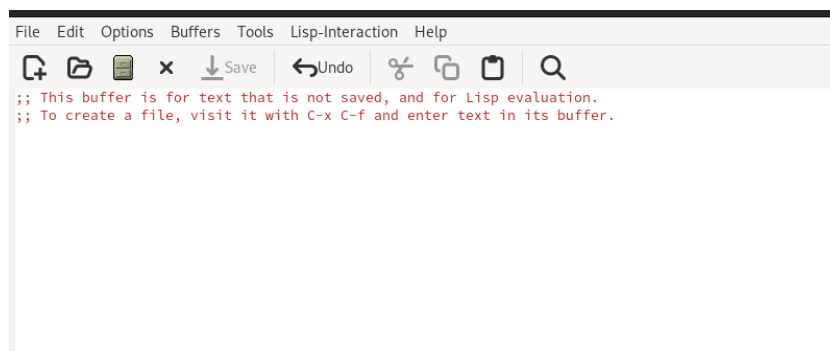 File Edit Options Buffers Tools Lisp-Interaction Help
Save Undo
;; This buffer is for text that is not saved, and for Lisp evaluation.
;; To create a file, visit it with C-x C-f and enter text in its buffer.